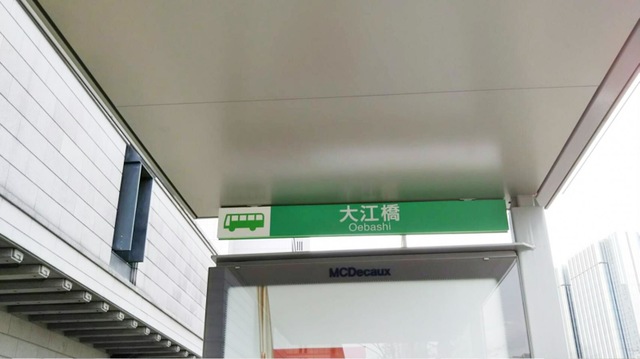 大江橋
Oebashi
MCDecaux